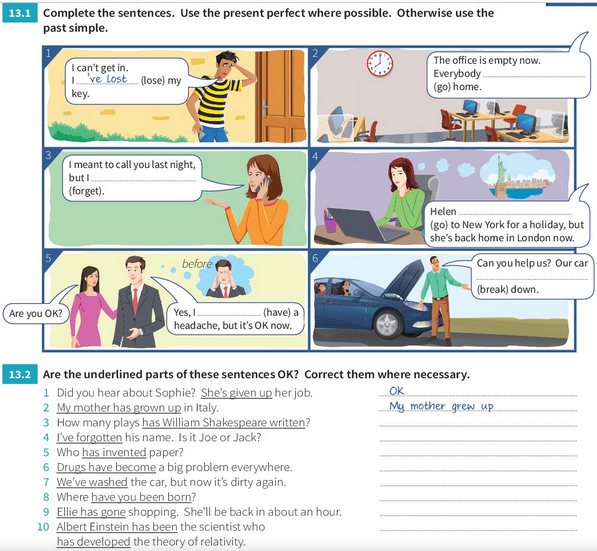 13.1 Complete the sentences. Use the present perfect where possible. Otherwise use the
past simple.
1
I can't get in.
I 've lost (lose) my
key.
2
The office is empty now.
Everybody ....................
(go) home.
3
I meant to call you last night,
but I ....................
(forget).
4
Helen ....................
(go) to New York for a holiday, but
she's back home in London now.
5
before
Are you OK?
Yes, I .................... (have) a
headache, but it's OK now.
6
Can you help us? Our car
....................
(break) down.
13.2 Are the underlined parts of these sentences OK? Correct them where necessary.
1 Did you hear about Sophie? She's given up her job. OK
2 My mother has grown up in Italy. My mother grew up
3 How many plays has William Shakespeare written?
4 I've forgotten his name. Is it Joe or Jack?
5 Who has invented paper?
6 Drugs have become a big problem everywhere.
7 We've washed the car, but now it's dirty again.
8 Where have you been born?
9 Ellie has gone shopping. She'll be back in about an hour.
10 Albert Einstein has been the scientist who
has developed the theory of relativity.